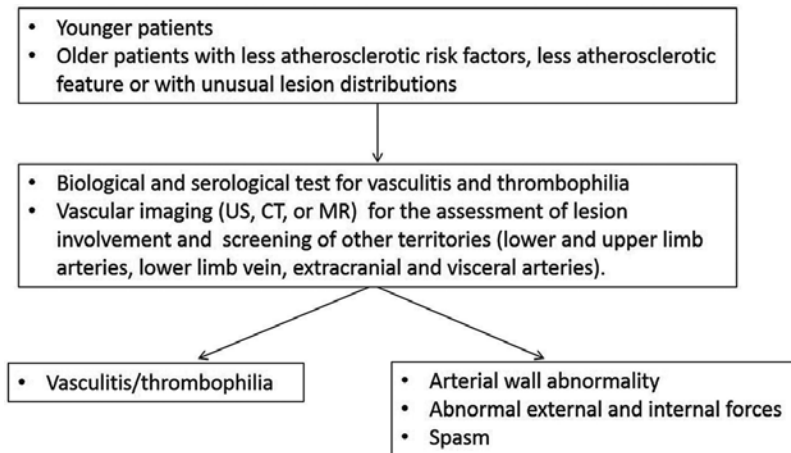 • Younger patients
• Older patients with less atherosclerotic risk factors, less atherosclerotic
feature or with unusual lesion distributions
• Biological and serological test for vasculitis and thrombophilia
• Vascular imaging (US, CT, or MR) for the assessment of lesion
involvement and screening of other territories (lower and upper limb
arteries, lower limb vein, extracranial and visceral arteries).
• Vasculitis/thrombophilia
• Arterial wall abnormality
• Abnormal external and internal forces
• Spasm